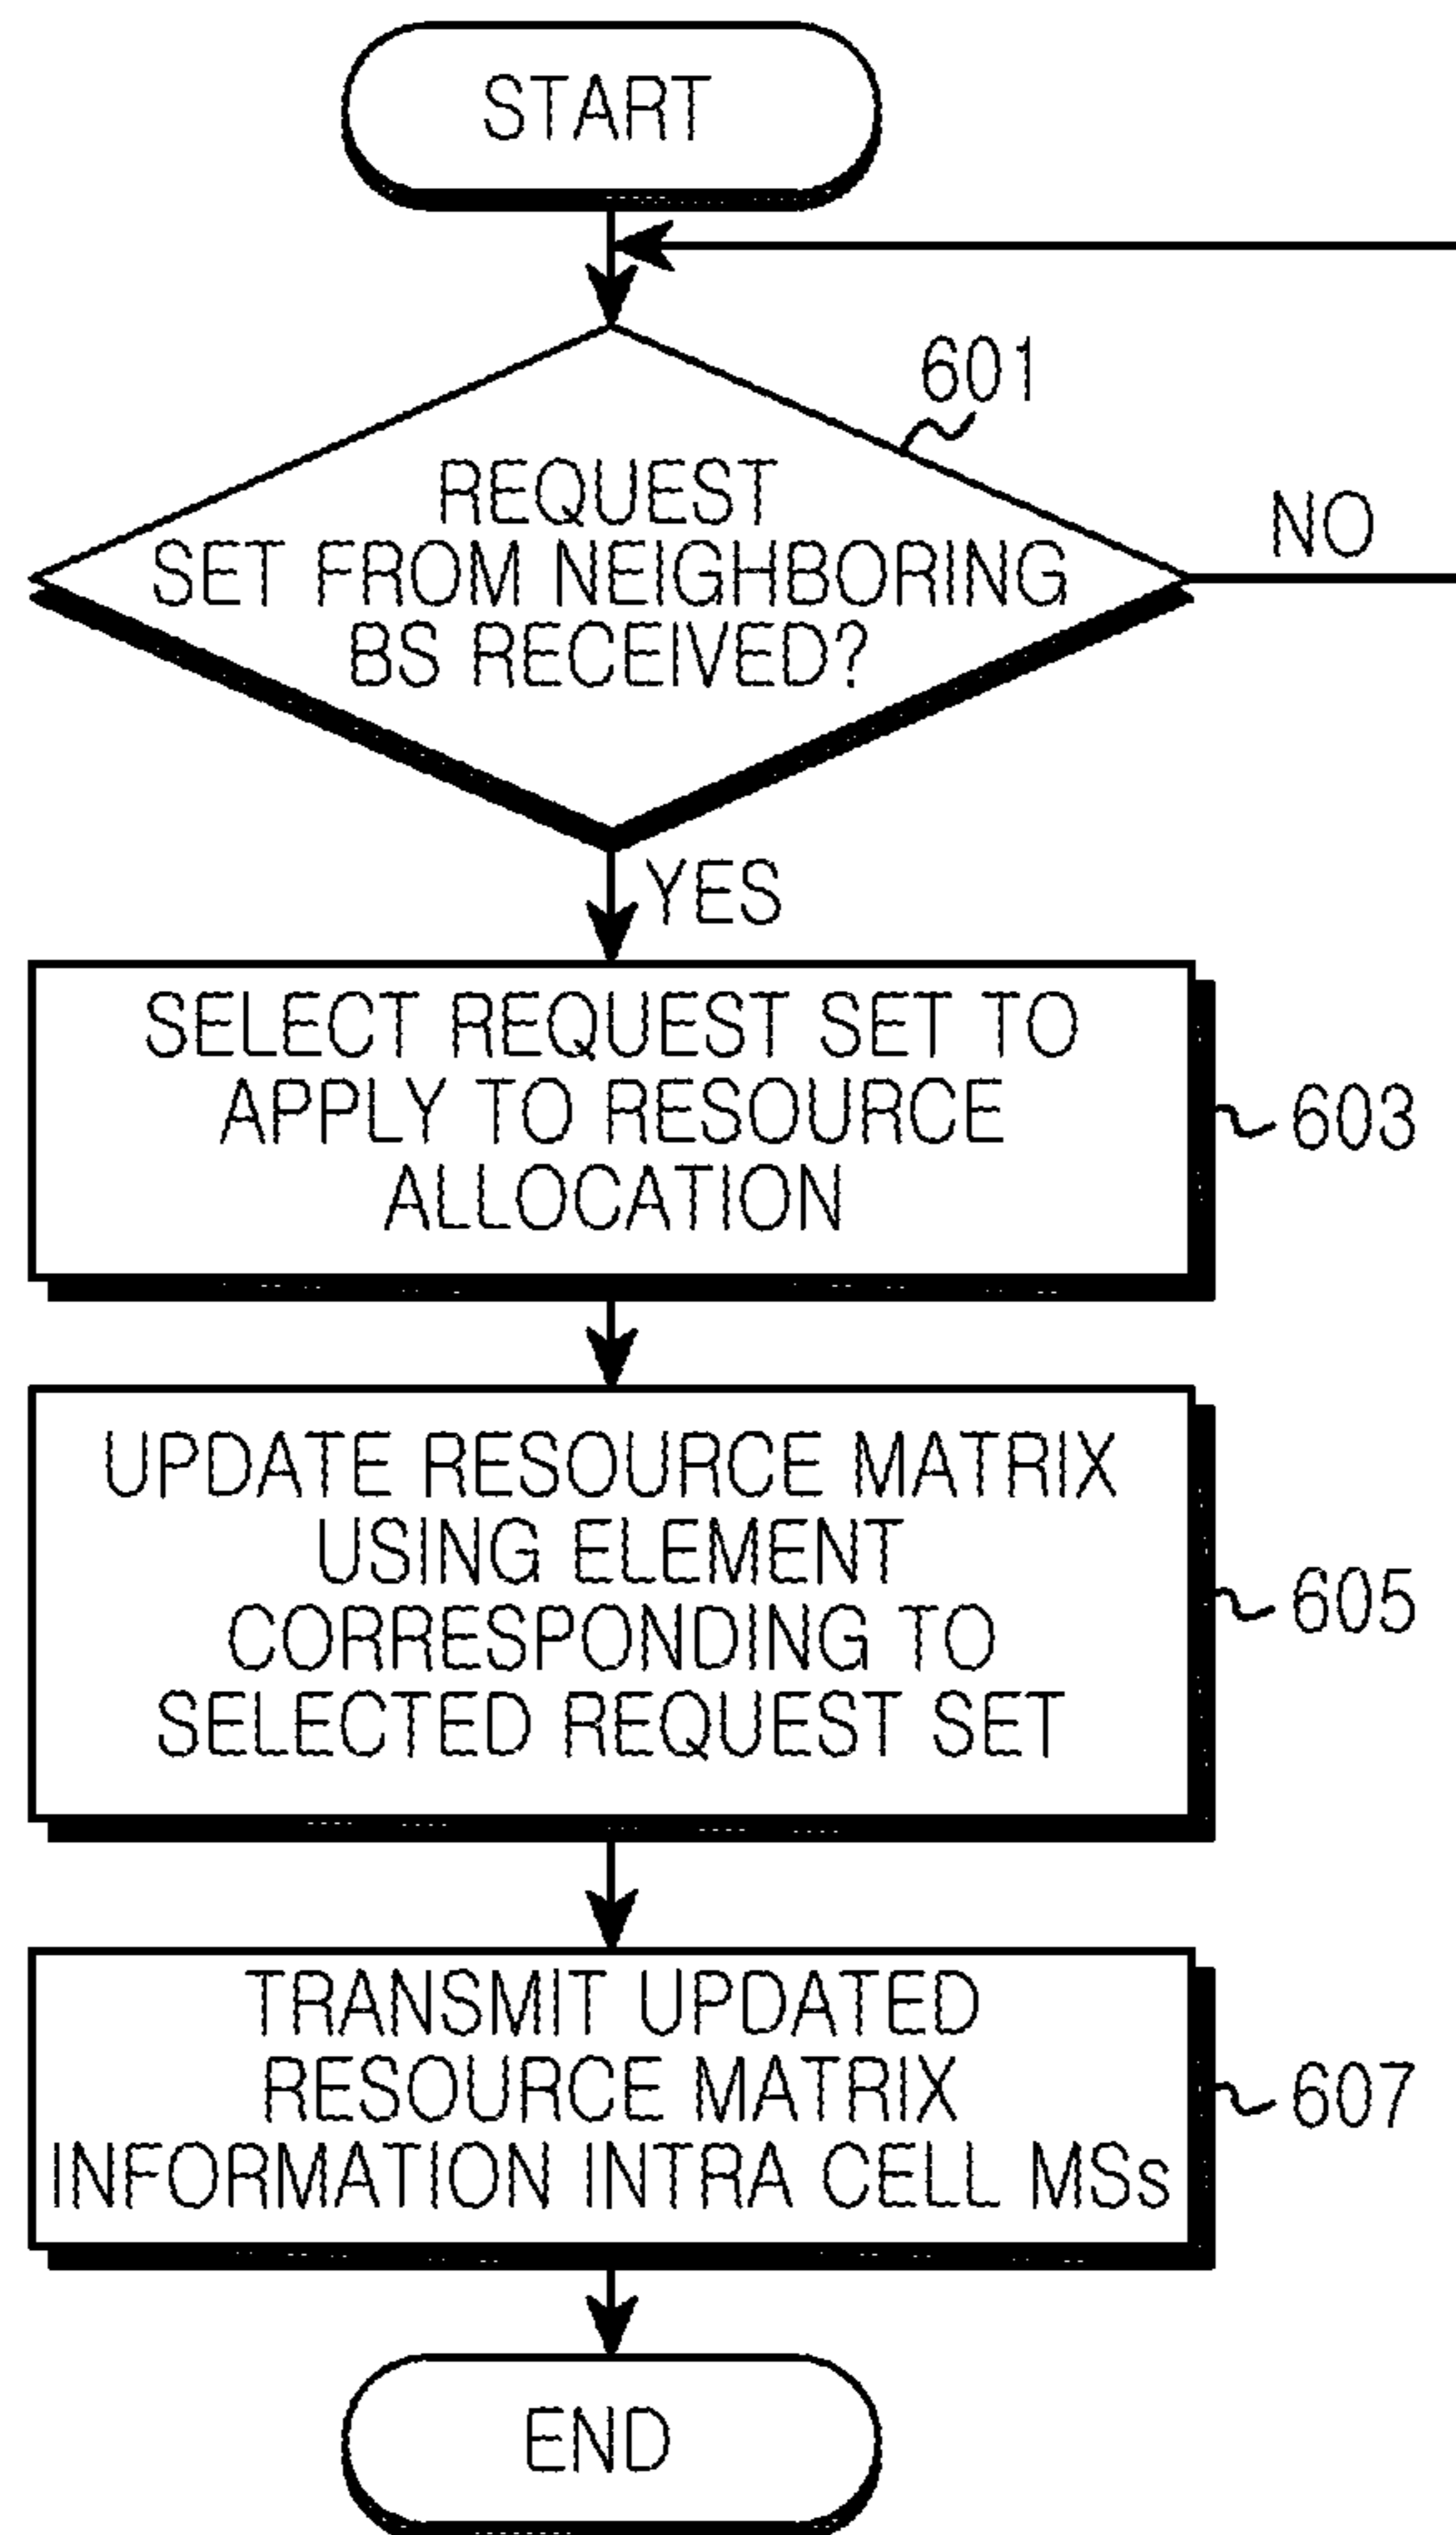 START
601
REQUEST
SET FROM NEIGHBORING
BS RECEIVED?
NO
YES
SELECT REQUEST SET TO
APPLY TO RESOURCE
ALLOCATION
603
UPDATE RESOURCE MATRIX
USING ELEMENT
CORRESPONDING TO
SELECTED REQUEST SET
605
TRANSMIT UPDATED
RESOURCE MATRIX
INFORMATION INTRA CELL MSs
607
END